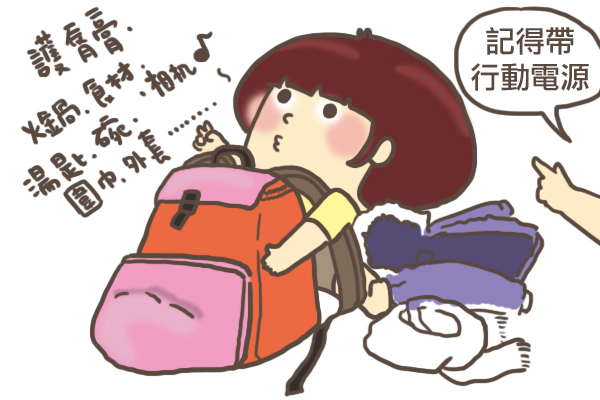 護脣膏、
火鍋、食材、相机♪
湯匙、碗、
圍巾、外套………~
記得帶
行動電源